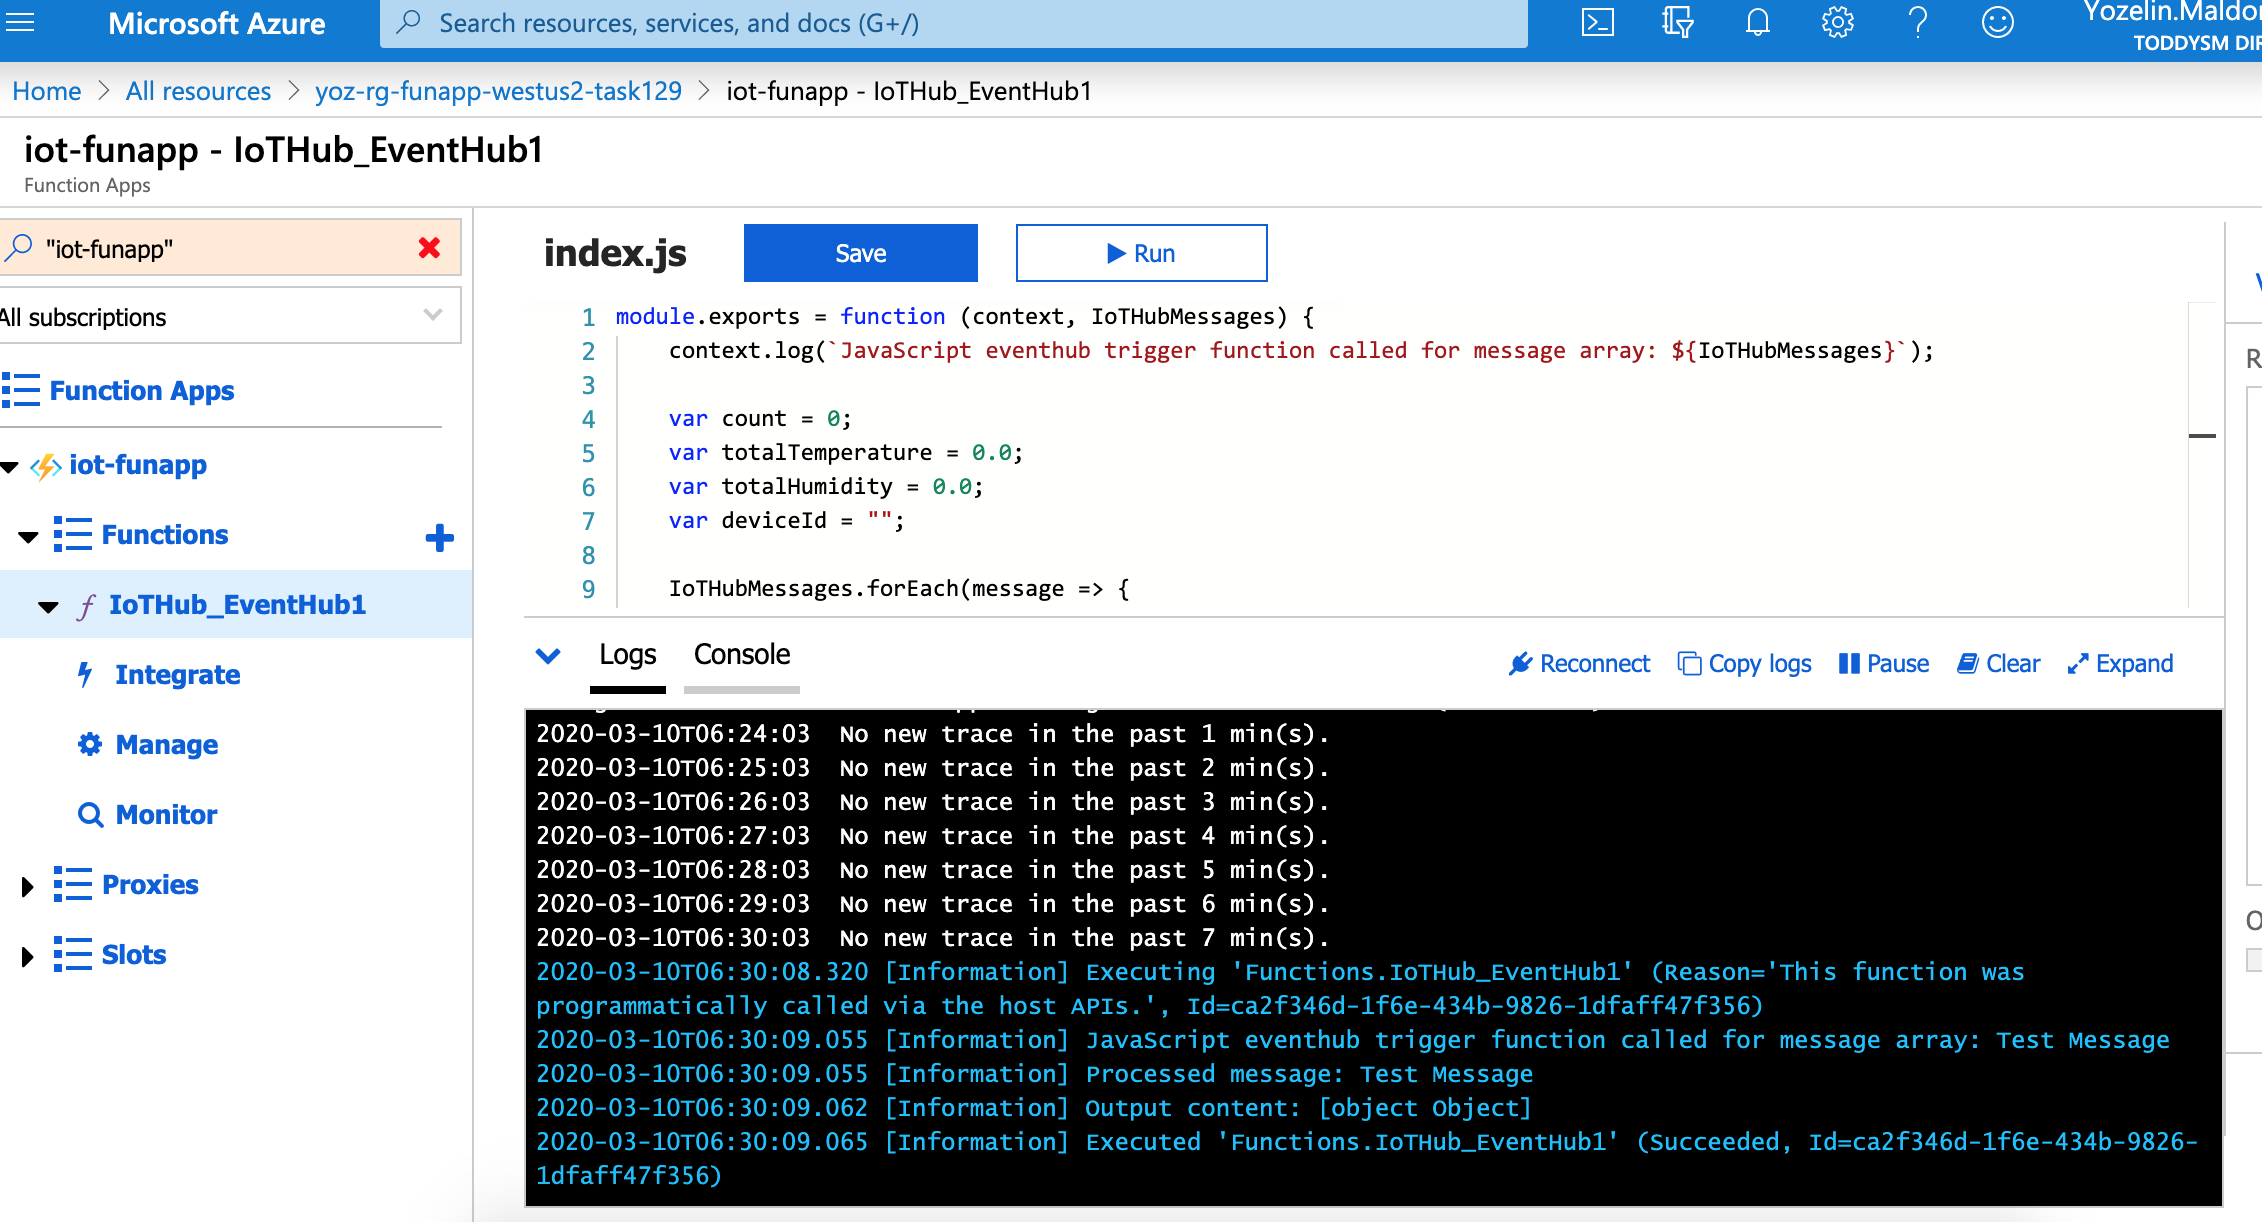 Microsoft Azure
Search resources, services, and docs (G+/)
TODDYSM
Home > All resources > yoz-rg-funapp-westus2-task129 > iot-funapp - IoTHub_EventHub1
iot-funapp - IoTHub_EventHub1
Function Apps
"iot-funapp"
All subscriptions
Function Apps
iot-funapp
Functions
IoTHub_EventHub1
Integrate
Manage
Monitor
Proxies
Slots
index.js
Save
Run
1 module.exports = function (context, IoTHubMessages) {
2 context.log(`JavaScript eventhub trigger function called for message array: ${IoTHubMessages}`);
3
4 var count = 0;
5 var totalTemperature = 0.0;
6 var totalHumidity = 0.0;
7 var deviceId = "";
8
9 IoTHubMessages.forEach(message => {
Logs Console Reconnect Copy logs Pause Clear Expand
2020-03-10T06:24:03 No new trace in the past 1 min(s).
2020-03-10T06:25:03 No new trace in the past 2 min(s).
2020-03-10T06:26:03 No new trace in the past 3 min(s).
2020-03-10T06:27:03 No new trace in the past 4 min(s).
2020-03-10T06:28:03 No new trace in the past 5 min(s).
2020-03-10T06:29:03 No new trace in the past 6 min(s).
2020-03-10T06:30:03 No new trace in the past 7 min(s).
2020-03-10T06:30:08.320 [Information] Executing 'Functions.IoTHub_EventHub1' (Reason='This function was
programmatically called via the host APIs.', Id=ca2f346d-1f6e-434b-9826-1dfaff47f356)
2020-03-10T06:30:09.055 [Information] JavaScript eventhub trigger function called for message array: Test Message
2020-03-10T06:30:09.055 [Information] Processed message: Test Message
2020-03-10T06:30:09.062 [Information] Output content: [object Object]
2020-03-10T06:30:09.065 [Information] Executed 'Functions.IoTHub_EventHub1' (Succeeded, Id=ca2f346d-1f6e-434b-9826-
1dfaff47f356)